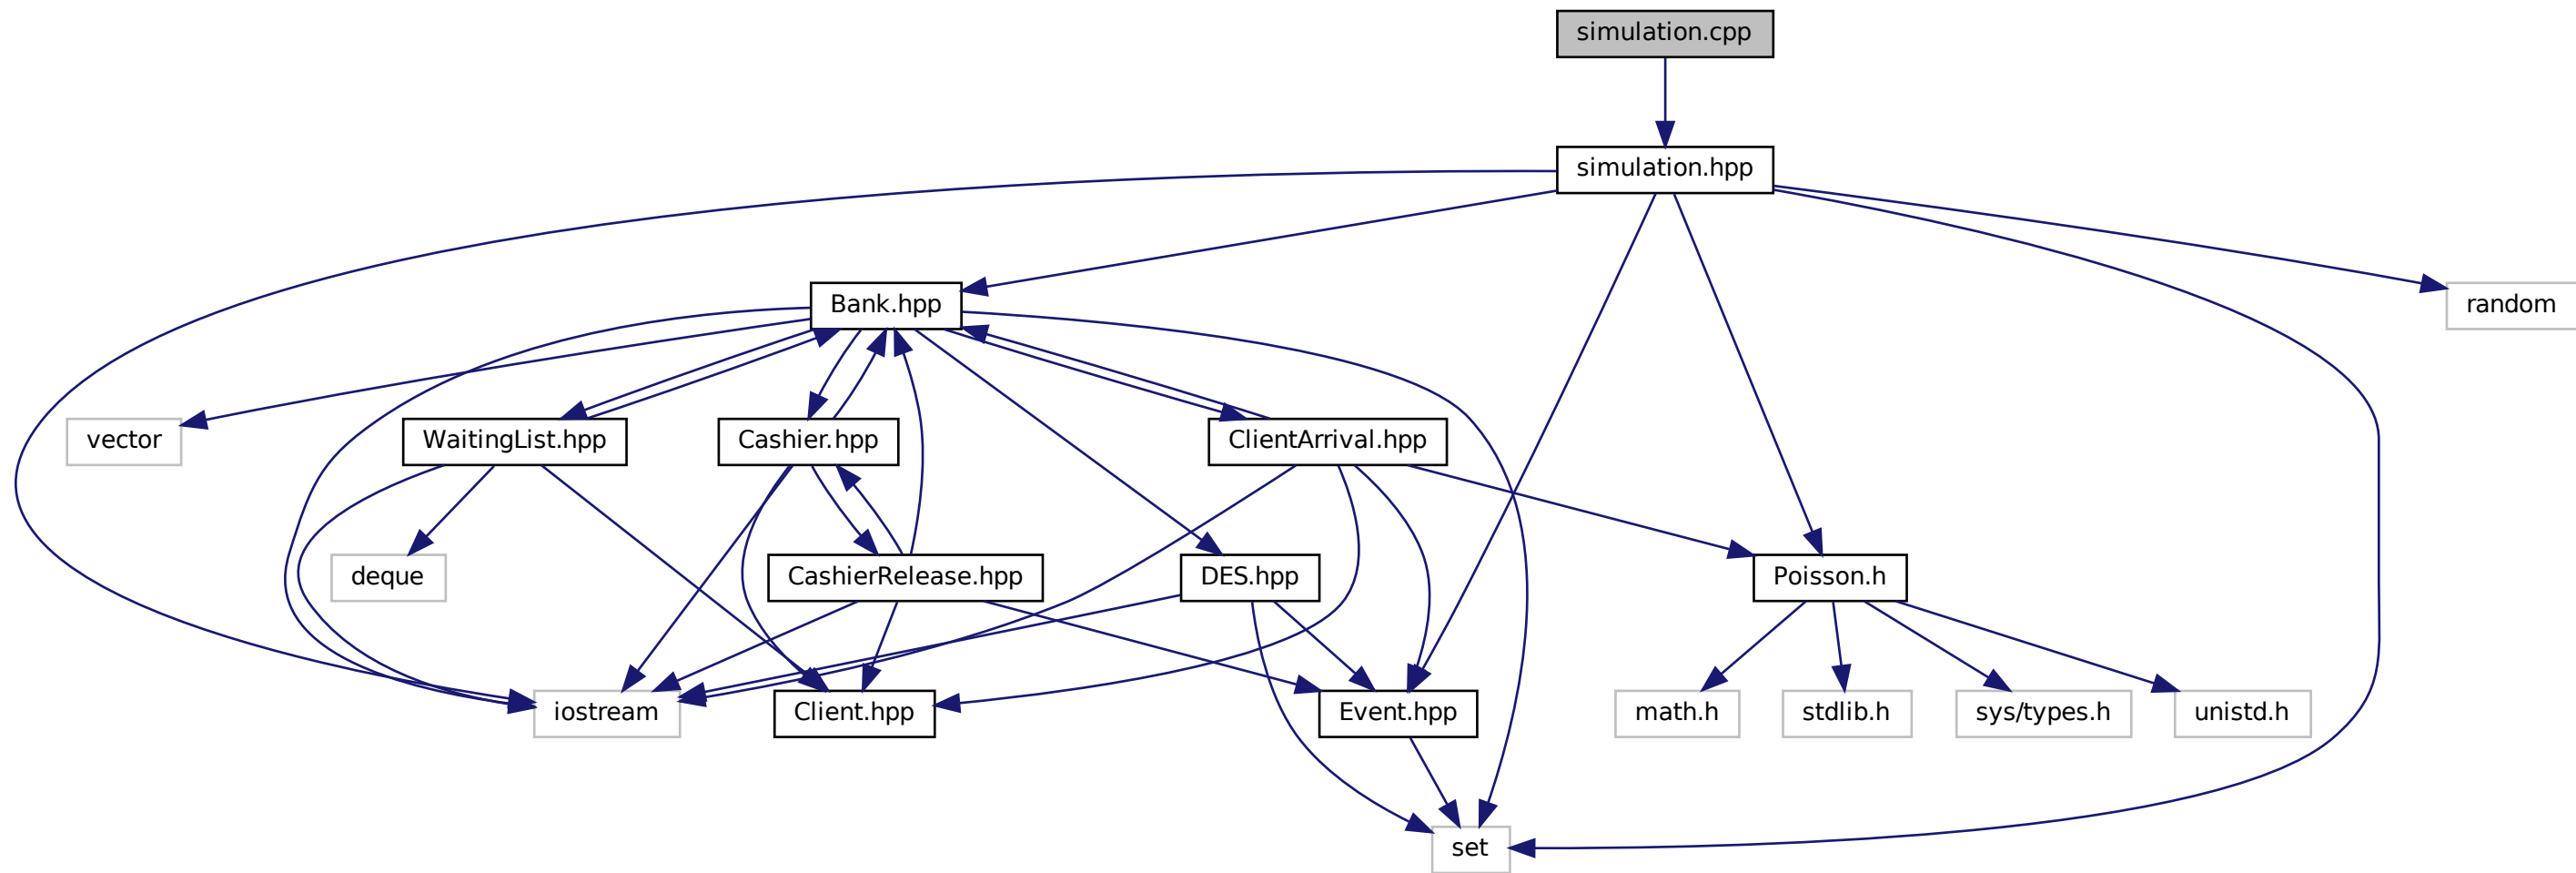 simulation.cpp
simulation.hpp
Bank.hpp
random
vector
WaitingList.hpp
Cashier.hpp
ClientArrival.hpp
deque
CashierRelease.hpp
DES.hpp
Poisson.h
iostream
Client.hpp
Event.hpp
math.h
stdlib.h
sys/types.h
unistd.h
set